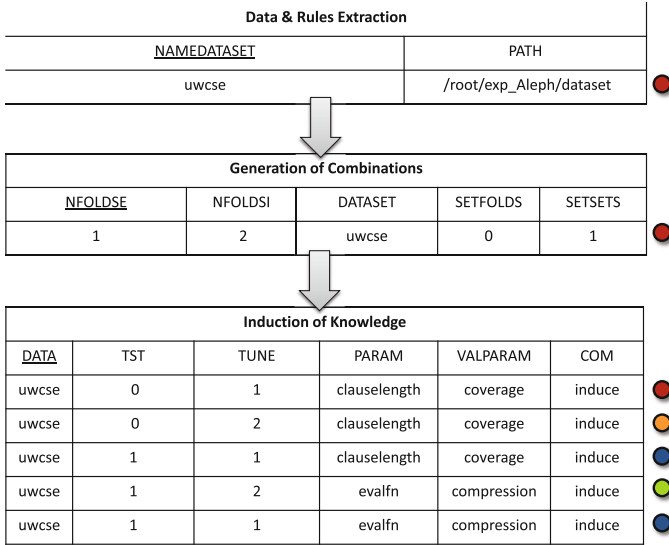 Data & Rules Extraction
NAMEDATASET PATH
uwcse /root/exp_Aleph/dataset
Generation of Combinations
NFOLDSE NFOLDSI DATASET SETFOLDS SETSETS
1 2 uwcse 0 1
Induction of Knowledge
DATA TST TUNE PARAM VALPARAM COM
uwcse 0 1 clauselength coverage induce
uwcse 0 2 clauselength coverage induce
uwcse 1 1 clauselength coverage induce
uwcse 1 2 evalfn compression induce
uwcse 1 1 evalfn compression induce